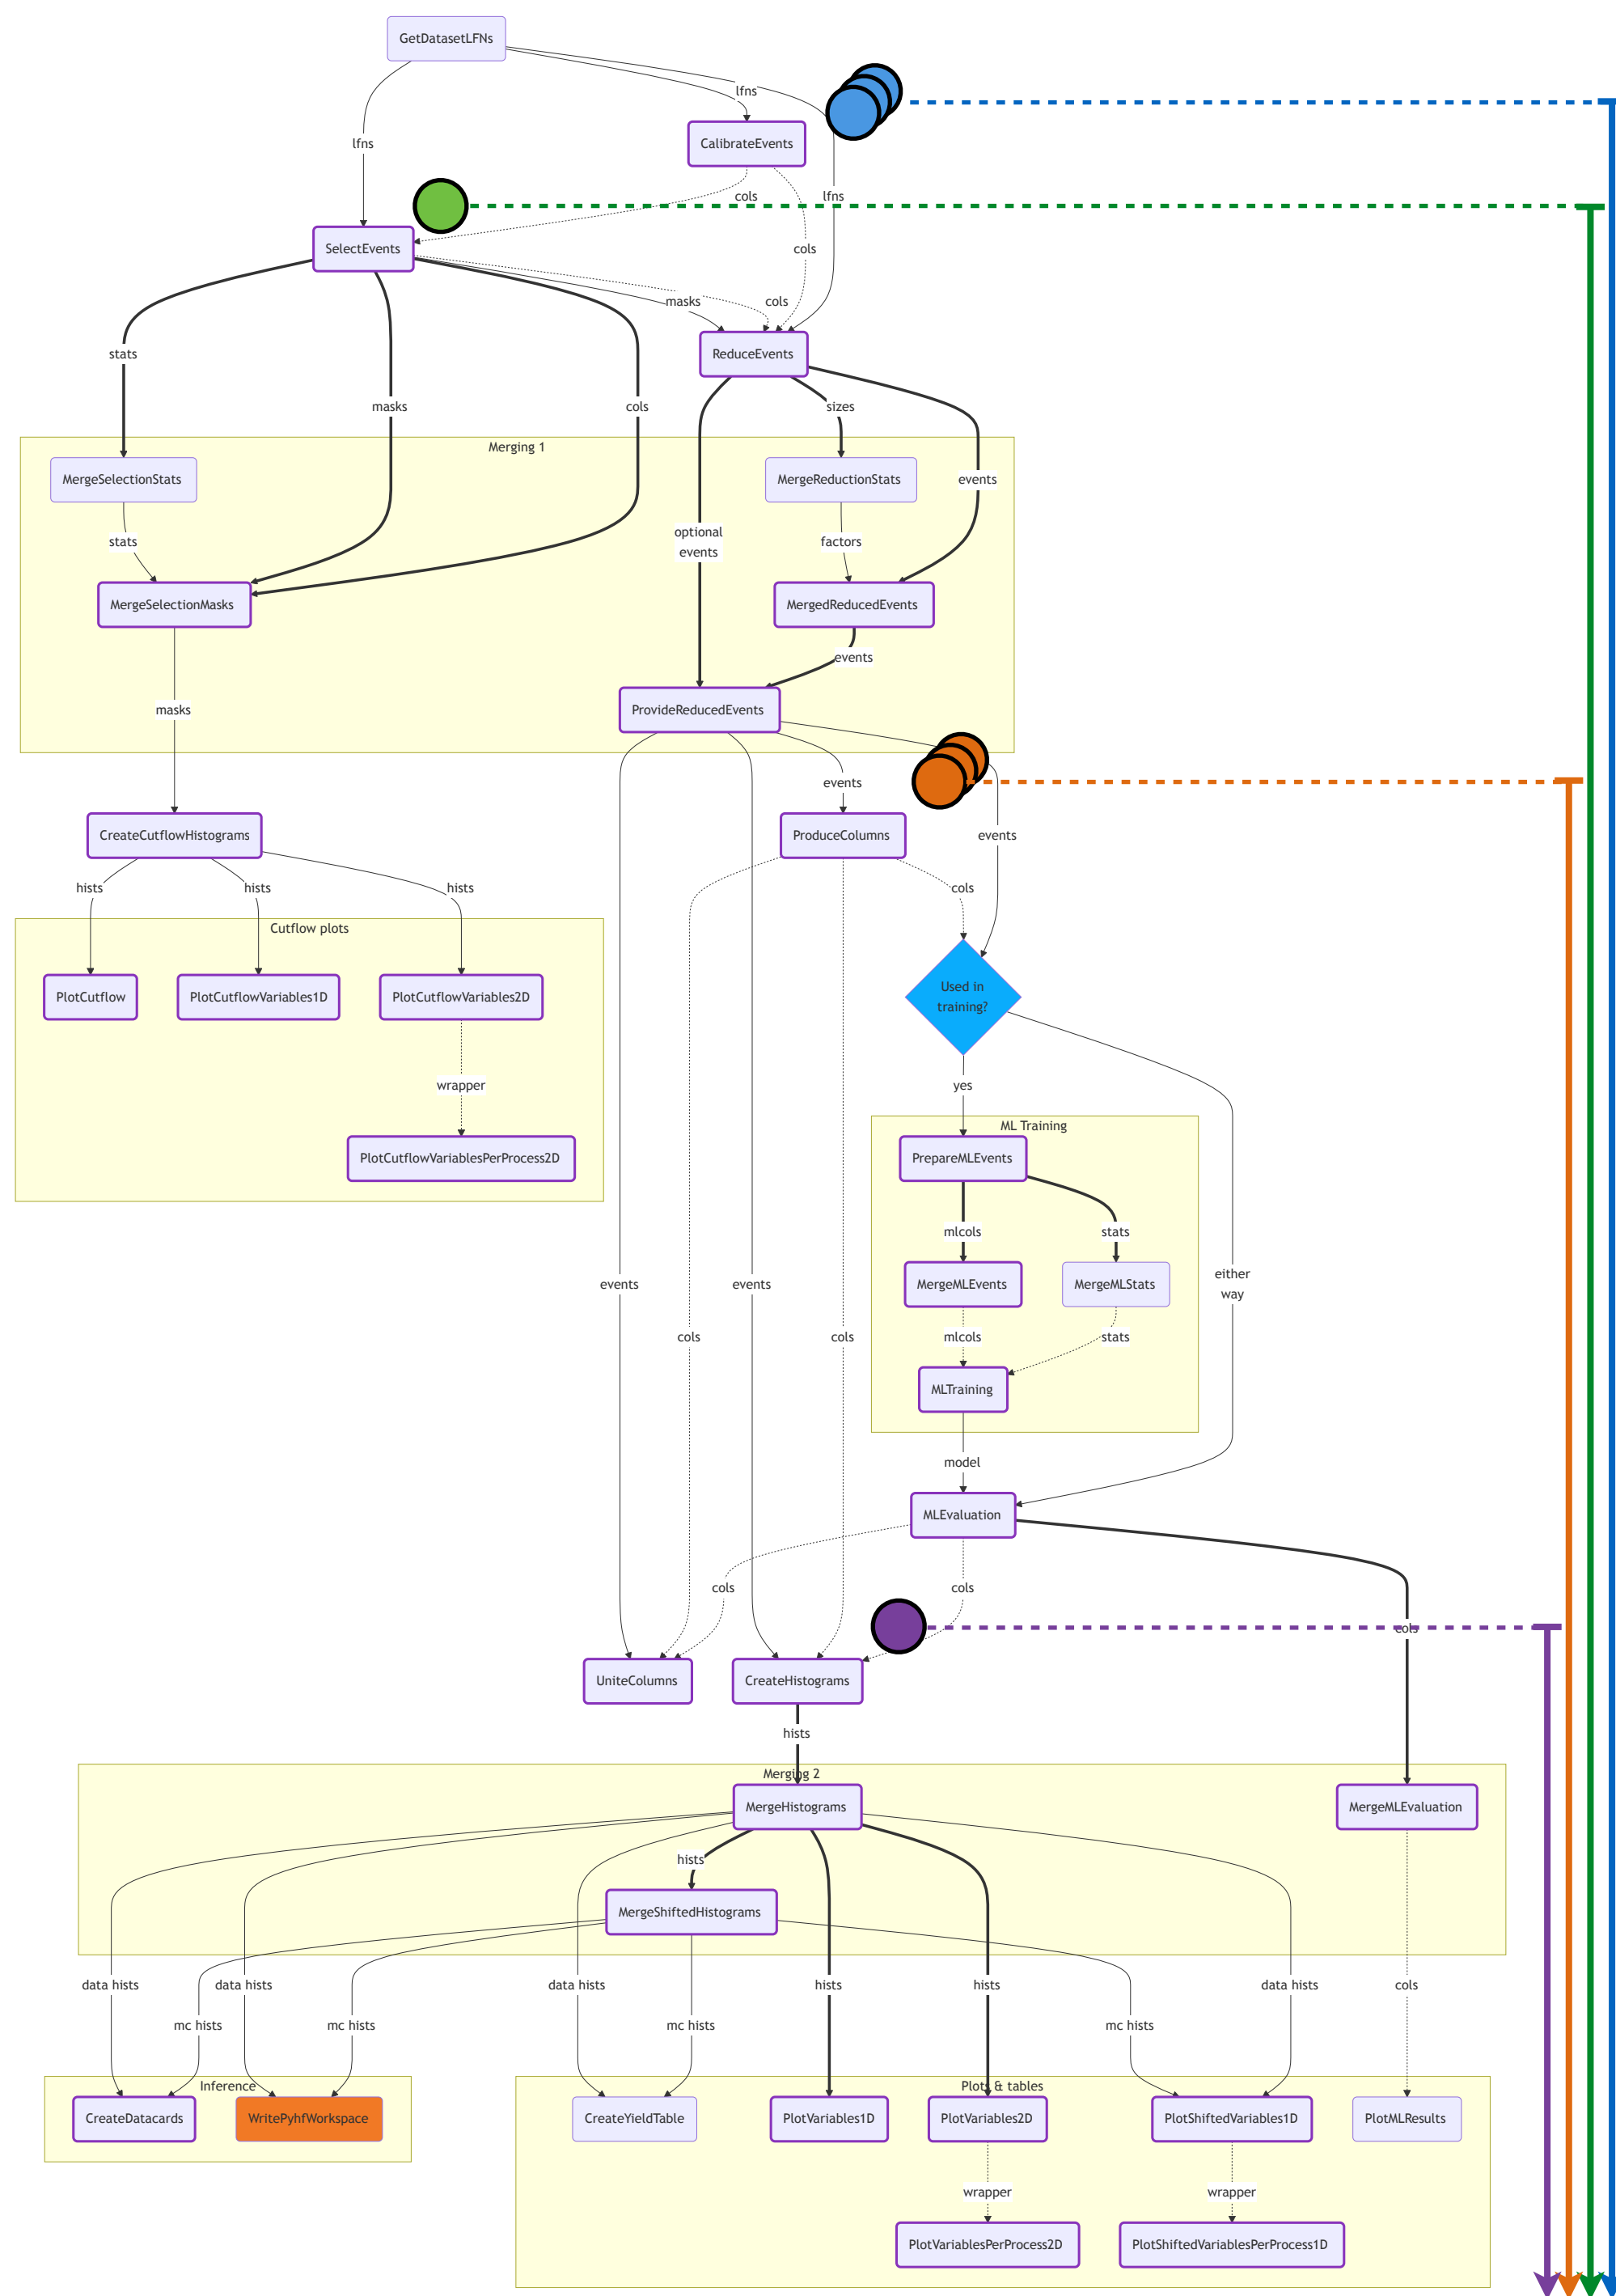 GetDatasetLFNs
lfns
CalibrateEvents
lfns
cols
lfns
SelectEvents
cols
masks
cols
ReduceEvents
stats
masks
cols
sizes
Merging 1
MergeSelectionStats
MergeReductionStats
events
optional
events
stats
factors
MergeSelectionMasks
MergedReducedEvents
events
masks
ProvideReducedEvents
events
CreateCutflowHistograms
ProduceColumns
events
hists
hists
hists
cols
Cutflow plots
PlotCutflow
PlotCutflowVariables1D
PlotCutflowVariables2D
Used in
training?
wrapper
yes
ML Training
PlotCutflowVariablesPerProcess2D
PrepareMLEvents
mlcols
stats
events
events
MergeMLEvents
MergeMLStats
either
way
cols
cols
mlcols
stats
MLTraining
model
MLEvaluation
cols
cols
cols
UniteColumns
CreateHistograms
hists
Merging 2
MergeHistograms
MergeMLEvaluation
hists
MergeShiftedHistograms
data hists
data hists
data hists
hists
hists
data hists
cols
mc hists
mc hists
mc hists
mc hists
Inference
Plots & tables
CreateDatacards
WritePyhfWorkspace
CreateYieldTable
PlotVariables1D
PlotVariables2D
PlotShiftedVariables1D
PlotMLResults
wrapper
wrapper
PlotVariablesPerProcess2D
PlotShiftedVariablesPerProcess1D